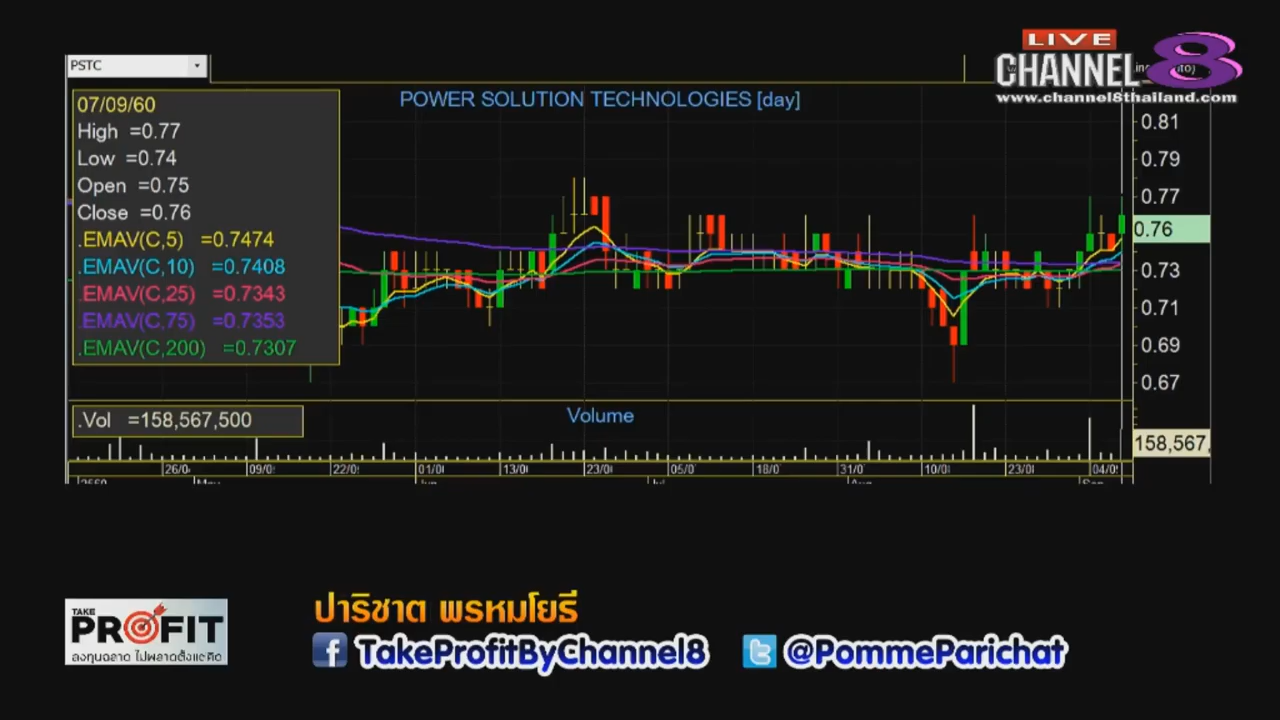 PSTC
LIVE
CHANNEL 8
www.channel8thailand.com
POWER SOLUTION TECHNOLOGIES [day]
07/09/60
High =0.77
Low =0.74
Open =0.75
Close =0.76
.EMAV(C,5) =0.7474
.EMAV(C,10) =0.7408
.EMAV(C,25) =0.7343
.EMAV(C,75) =0.7353
.EMAV(C,200) =0.7307
0.81
0.79
0.77
0.76
0.73
0.71
0.69
0.67
.Vol =158,567,500
Volume
158,567,
26/0 09/0 22/0 01/0 13/0 23/0 05/0 18/0 31/0 10/0 23/0 04/0
TAKE
PROFIT
ลงทุนฉลาด ไม่พลาดตั้งแต่คิด
ปาริชาต พรหมโยธี
f TakeProfitByChannel8
t @PommeParichat